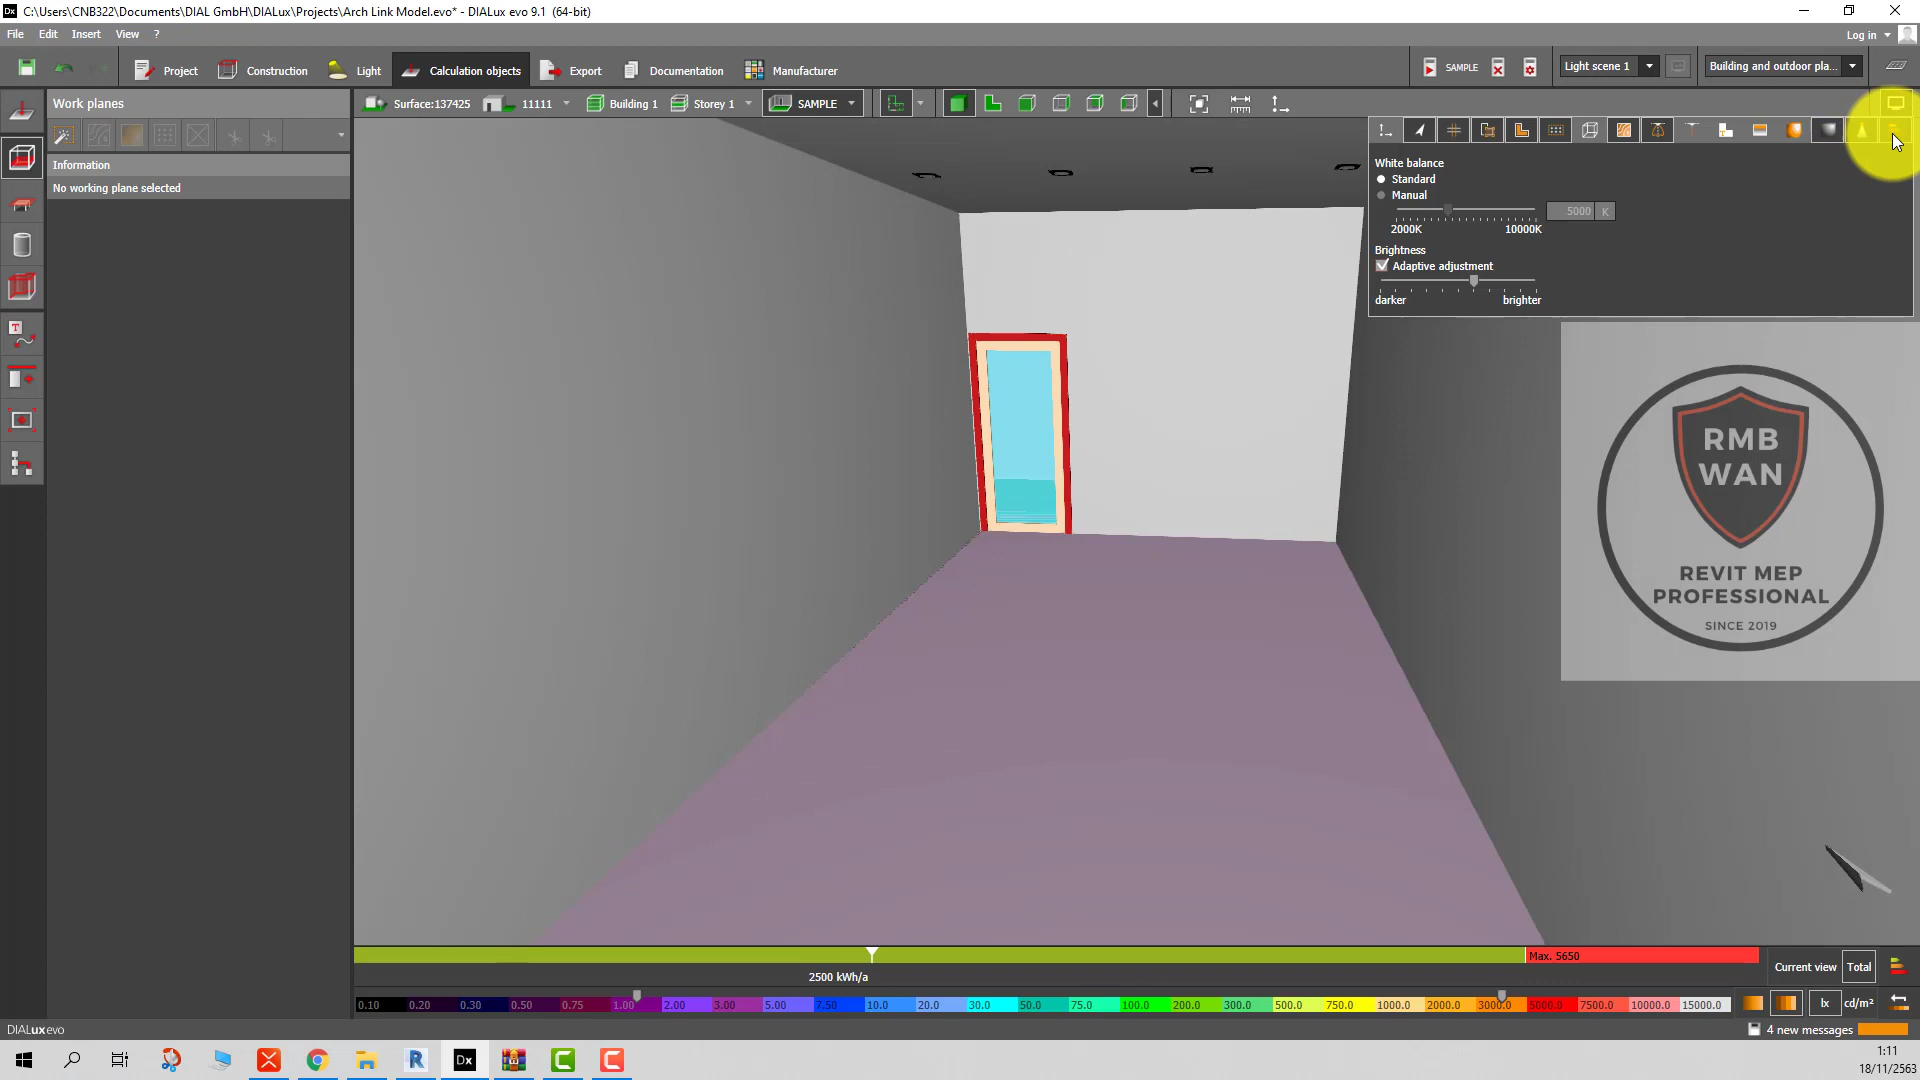 C:\Users\CNB322\Documents\DIAL GmbH\DIALux\Projects\Arch Link Model.evo* - DIALux evo 9.1 (64-bit)
File Edit Insert View ?
Log in
Project Construction Light Calculation objects Export Documentation Manufacturer
SAMPLE Light scene 1 Building and outdoor pla...
Work planes
Surface:137425 11111 Building 1 Storey 1 SAMPLE
Information
No working plane selected
White balance
Standard
Manual
5000 K
2000K 10000K
Brightness
Adaptive adjustment
darker brighter
RMB
WAN
REVIT MEP
PROFESSIONAL
SINCE 2019
Max. 5650
2500 kWh/a
Current view Total
0.10 0.20 0.30 0.50 0.75 1.00 2.00 3.00 5.00 7.50 10.0 20.0 30.0 50.0 75.0 100.0 200.0 300.0 500.0 750.0 1000.0 2000.0 3000.0 5000.0 7500.0 10000.0 15000.0 lx cd/m²
DIALux evo
4 new messages
1:11
18/11/2563